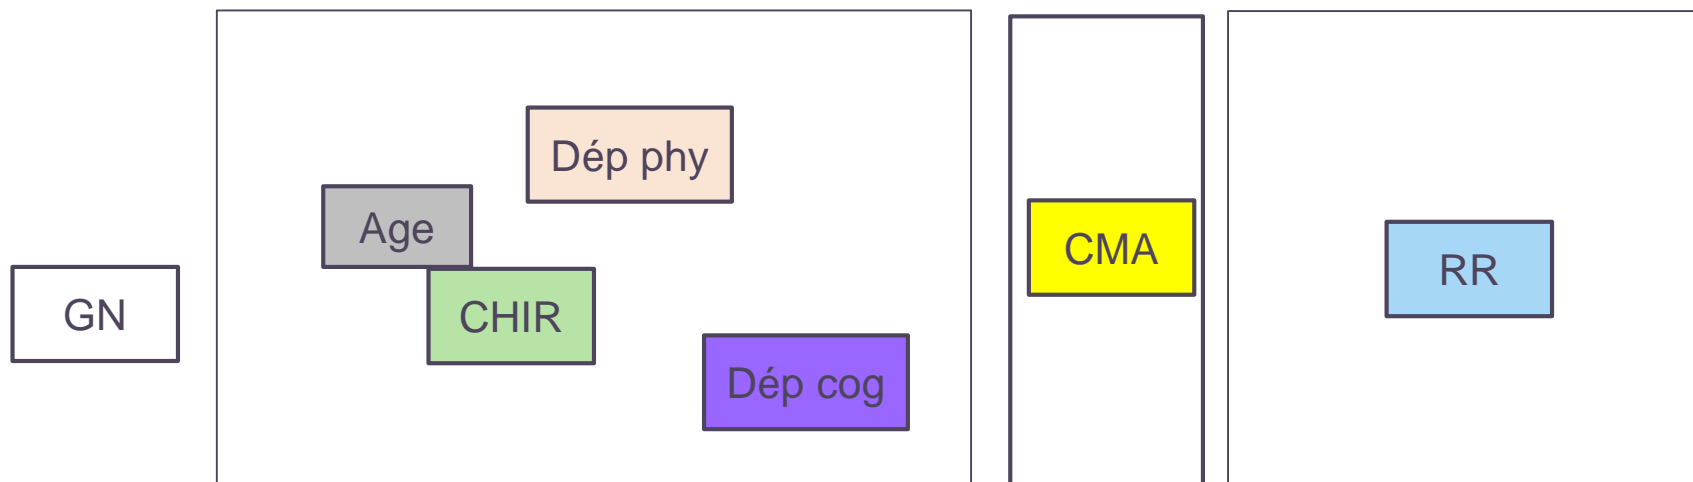 GN
Age
Dép phy
CHIR
Dép cog
CMA
RR